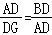 AD/DG = BD/AD